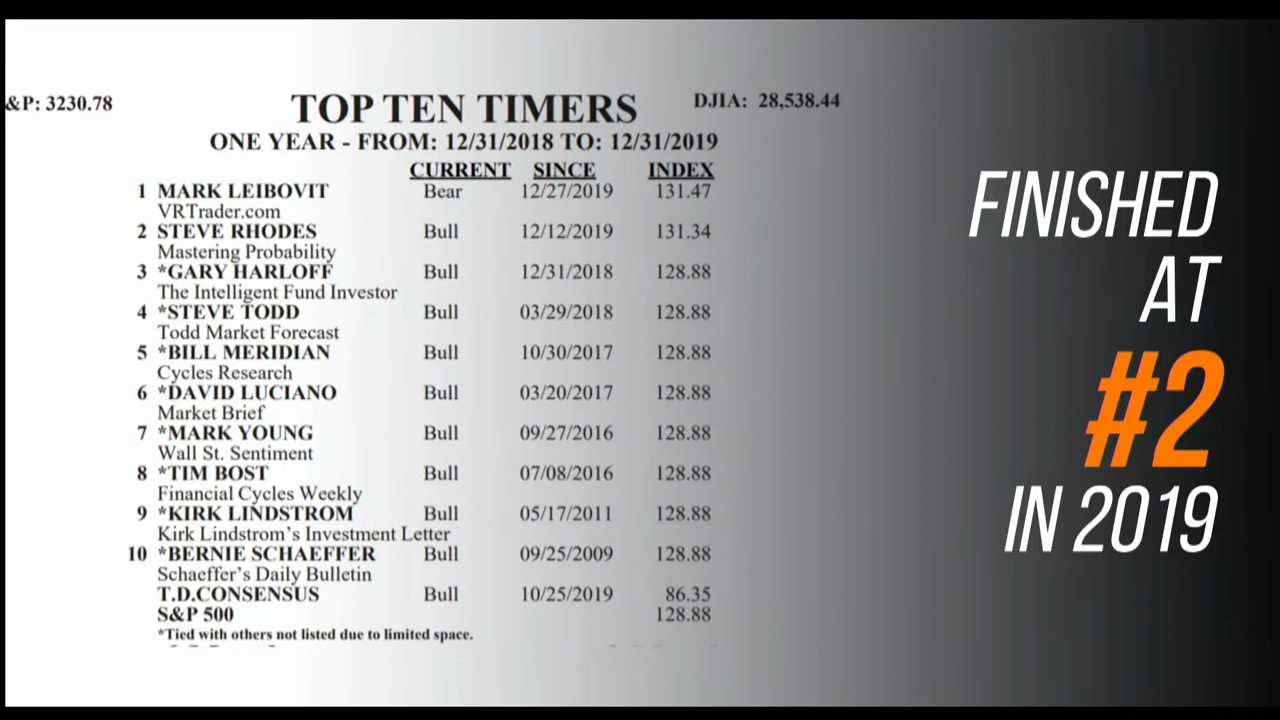 &P: 3230.78
TOP TEN TIMERS
DJIA: 28,538.44
ONE YEAR - FROM: 12/31/2018 TO: 12/31/2019
CURRENT SINCE INDEX
1 MARK LEIBOVIT Bear 12/27/2019 131.47
VRTrader.com
2 STEVE RHODES Bull 12/12/2019 131.34
Mastering Probability
3 *GARY HARLOFF Bull 12/31/2018 128.88
The Intelligent Fund Investor
4 *STEVE TODD Bull 03/29/2018 128.88
Todd Market Forecast
5 *BILL MERIDIAN Bull 10/30/2017 128.88
Cycles Research
6 *DAVID LUCIANO Bull 03/20/2017 128.88
Market Brief
7 *MARK YOUNG Bull 09/27/2016 128.88
Wall St. Sentiment
8 *TIM BOST Bull 07/08/2016 128.88
Financial Cycles Weekly
9 *KIRK LINDSTROM Bull 05/17/2011 128.88
Kirk Lindstrom's Investment Letter
10 *BERNIE SCHAEFFER Bull 09/25/2009 128.88
Schaeffer's Daily Bulletin
T.D.CONSENSUS Bull 10/25/2019 86.35
S&P 500 128.88
*Tied with others not listed due to limited space.
FINISHED
AT
#2
IN 2019